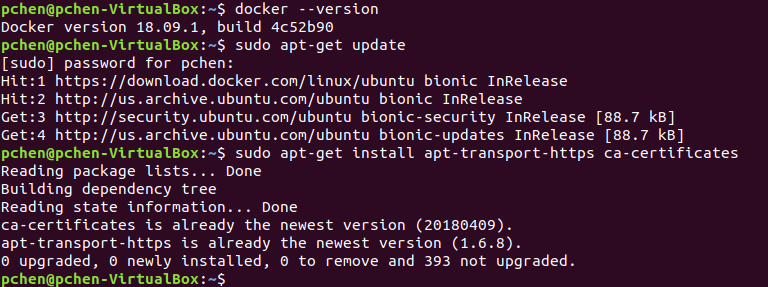 pchen@pchen-VirtualBox:~$ docker --version
Docker version 18.09.1, build 4c52b90
pchen@pchen-VirtualBox:~$ sudo apt-get update
[sudo] password for pchen:
Hit:1 https://download.docker.com/linux/ubuntu bionic InRelease
Hit:2 http://us.archive.ubuntu.com/ubuntu bionic InRelease
Get:3 http://security.ubuntu.com/ubuntu bionic-security InRelease [88.7 kB]
Get:4 http://us.archive.ubuntu.com/ubuntu bionic-updates InRelease [88.7 kB]
pchen@pchen-VirtualBox:~$ sudo apt-get install apt-transport-https ca-certificates
Reading package lists... Done
Building dependency tree
Reading state information... Done
ca-certificates is already the newest version (20180409).
apt-transport-https is already the newest version (1.6.8).
0 upgraded, 0 newly installed, 0 to remove and 393 not upgraded.
pchen@pchen-VirtualBox:~$